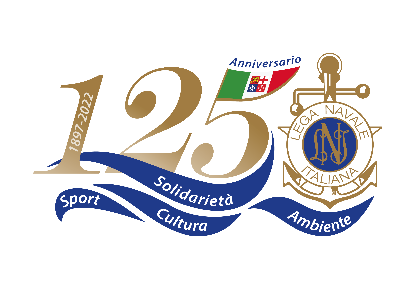 Anniversario
125
1897-2022
Solidarietà
Sport
Cultura
Ambiente
LEGA NAVALE
ITALIANA
LNI